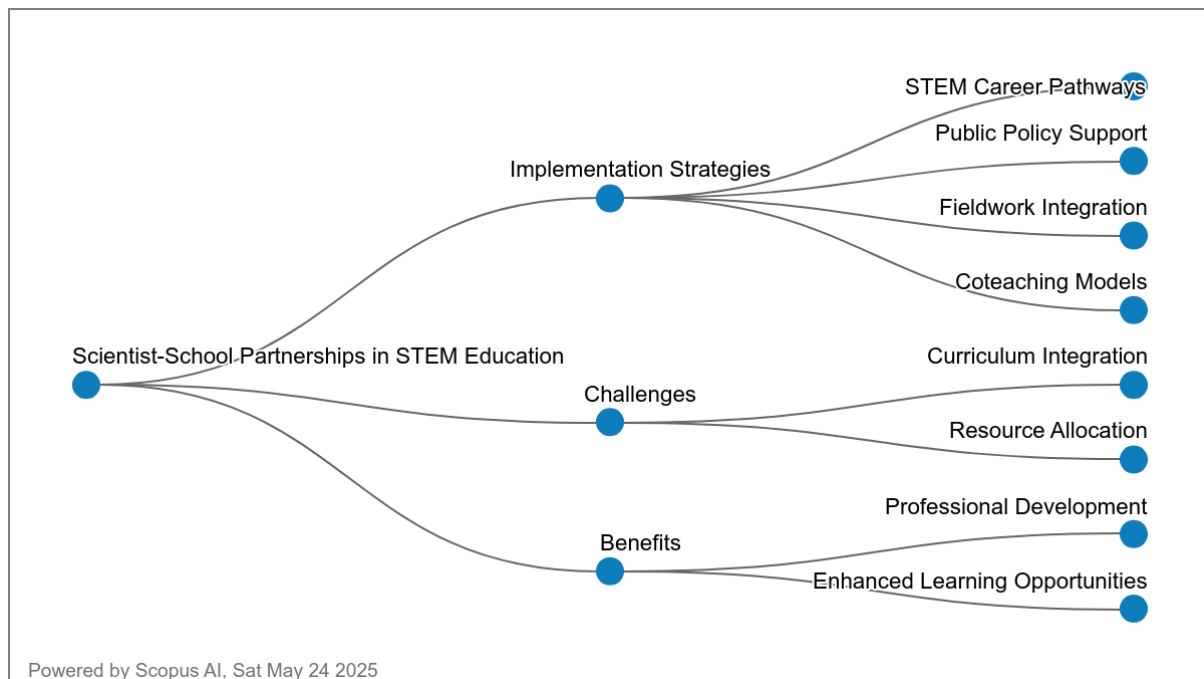 STEM Career Pathways
Public Policy Support
Implementation Strategies
Fieldwork Integration
Coteaching Models
Scientist-School Partnerships in STEM Education
Curriculum Integration
Challenges
Resource Allocation
Professional Development
Benefits
Enhanced Learning Opportunities
Powered by Scopus AI, Sat May 24 2025